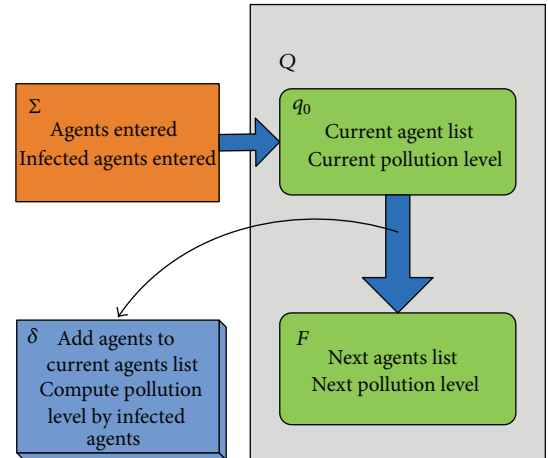 Q
Σ
Agents entered
Infected agents entered
q0
Current agent list
Current pollution level
δ
Add agents to
current agents list
Compute pollution
level by infected
agents
F
Next agents list
Next pollution level